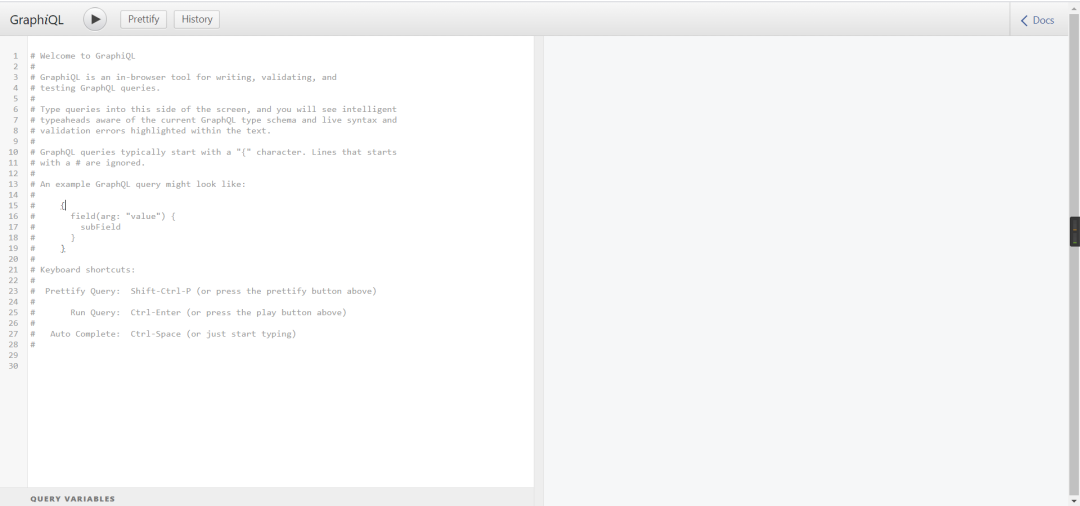 GraphiQL Prettify History Docs
1 # Welcome to GraphiQL
2 #
3 # GraphiQL is an in-browser tool for writing, validating, and
4 # testing GraphQL queries.
5 #
6 # Type queries into this side of the screen, and you will see intelligent
7 # typeaheads aware of the current GraphQL type schema and live syntax and
8 # validation errors highlighted within the text.
9 #
10 # GraphQL queries typically start with a "{" character. Lines that starts
11 # with a # are ignored.
12 #
13 # An example GraphQL query might look like:
14 #
15 #     {
16 #       field(arg: "value") {
17 #         subField
18 #       }
19 #     }
20 #
21 # Keyboard shortcuts:
22 #
23 #  Prettify Query:  Shift-Ctrl-P (or press the prettify button above)
24 #
25 #       Run Query:  Ctrl-Enter (or press the play button above)
26 #
27 #   Auto Complete:  Ctrl-Space (or just start typing)
28 #
29
30
QUERY VARIABLES